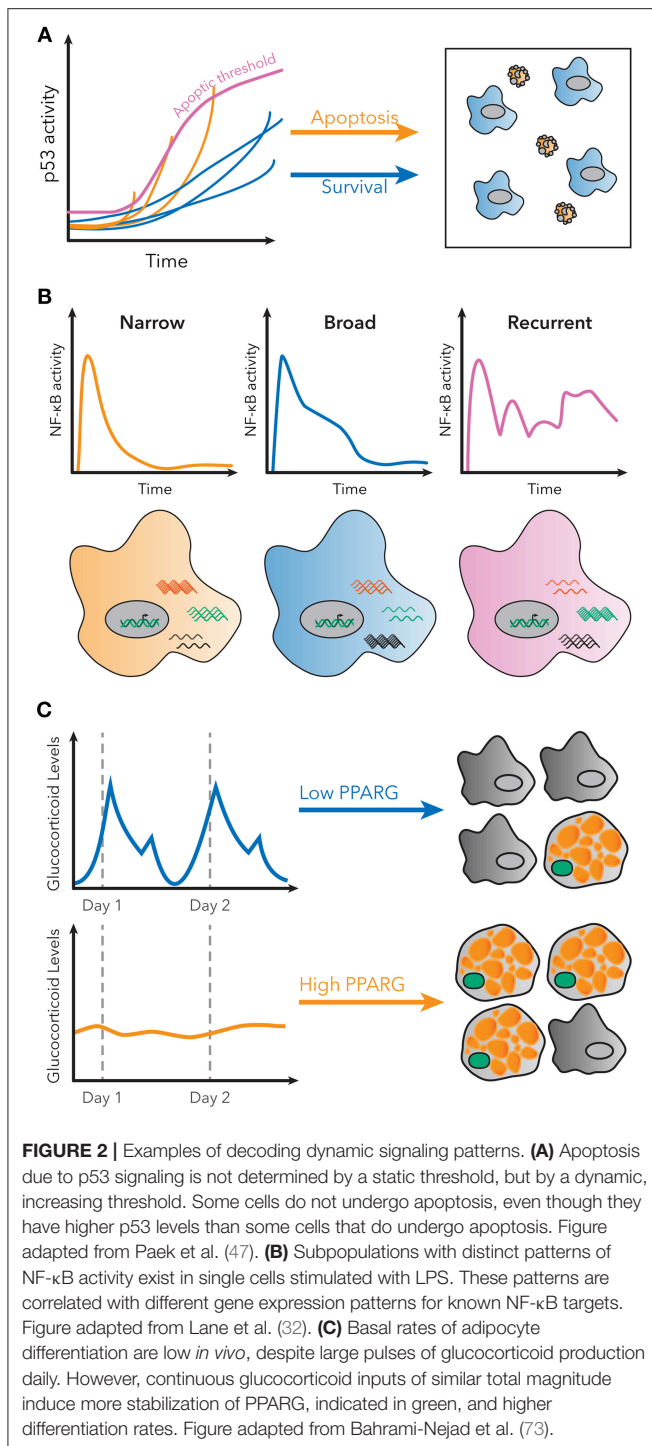 A
p53 activity
Apoptic threshold
Apoptosis
Survival
Time
B
Narrow
Broad
Recurrent
NF-κB activity
NF-κB activity
NF-κB activity
Time
Time
Time
C
Glucocorticoid Levels
Low PPARG
Day 1
Day 2
Glucocorticoid Levels
High PPARG
Day 1
Day 2
FIGURE 2 | Examples of decoding dynamic signaling patterns. (A) Apoptosis
due to p53 signaling is not determined by a static threshold, but by a dynamic,
increasing threshold. Some cells do not undergo apoptosis, even though they
have higher p53 levels than some cells that do undergo apoptosis. Figure
adapted from Paek et al. (47). (B) Subpopulations with distinct patterns of
NF-κB activity exist in single cells stimulated with LPS. These patterns are
correlated with different gene expression patterns for known NF-κB targets.
Figure adapted from Lane et al. (32). (C) Basal rates of adipocyte
differentiation are low in vivo, despite large pulses of glucocorticoid production
daily. However, continuous glucocorticoid inputs of similar total magnitude
induce more stabilization of PPARG, indicated in green, and higher
differentiation rates. Figure adapted from Bahrami-Nejad et al. (73).